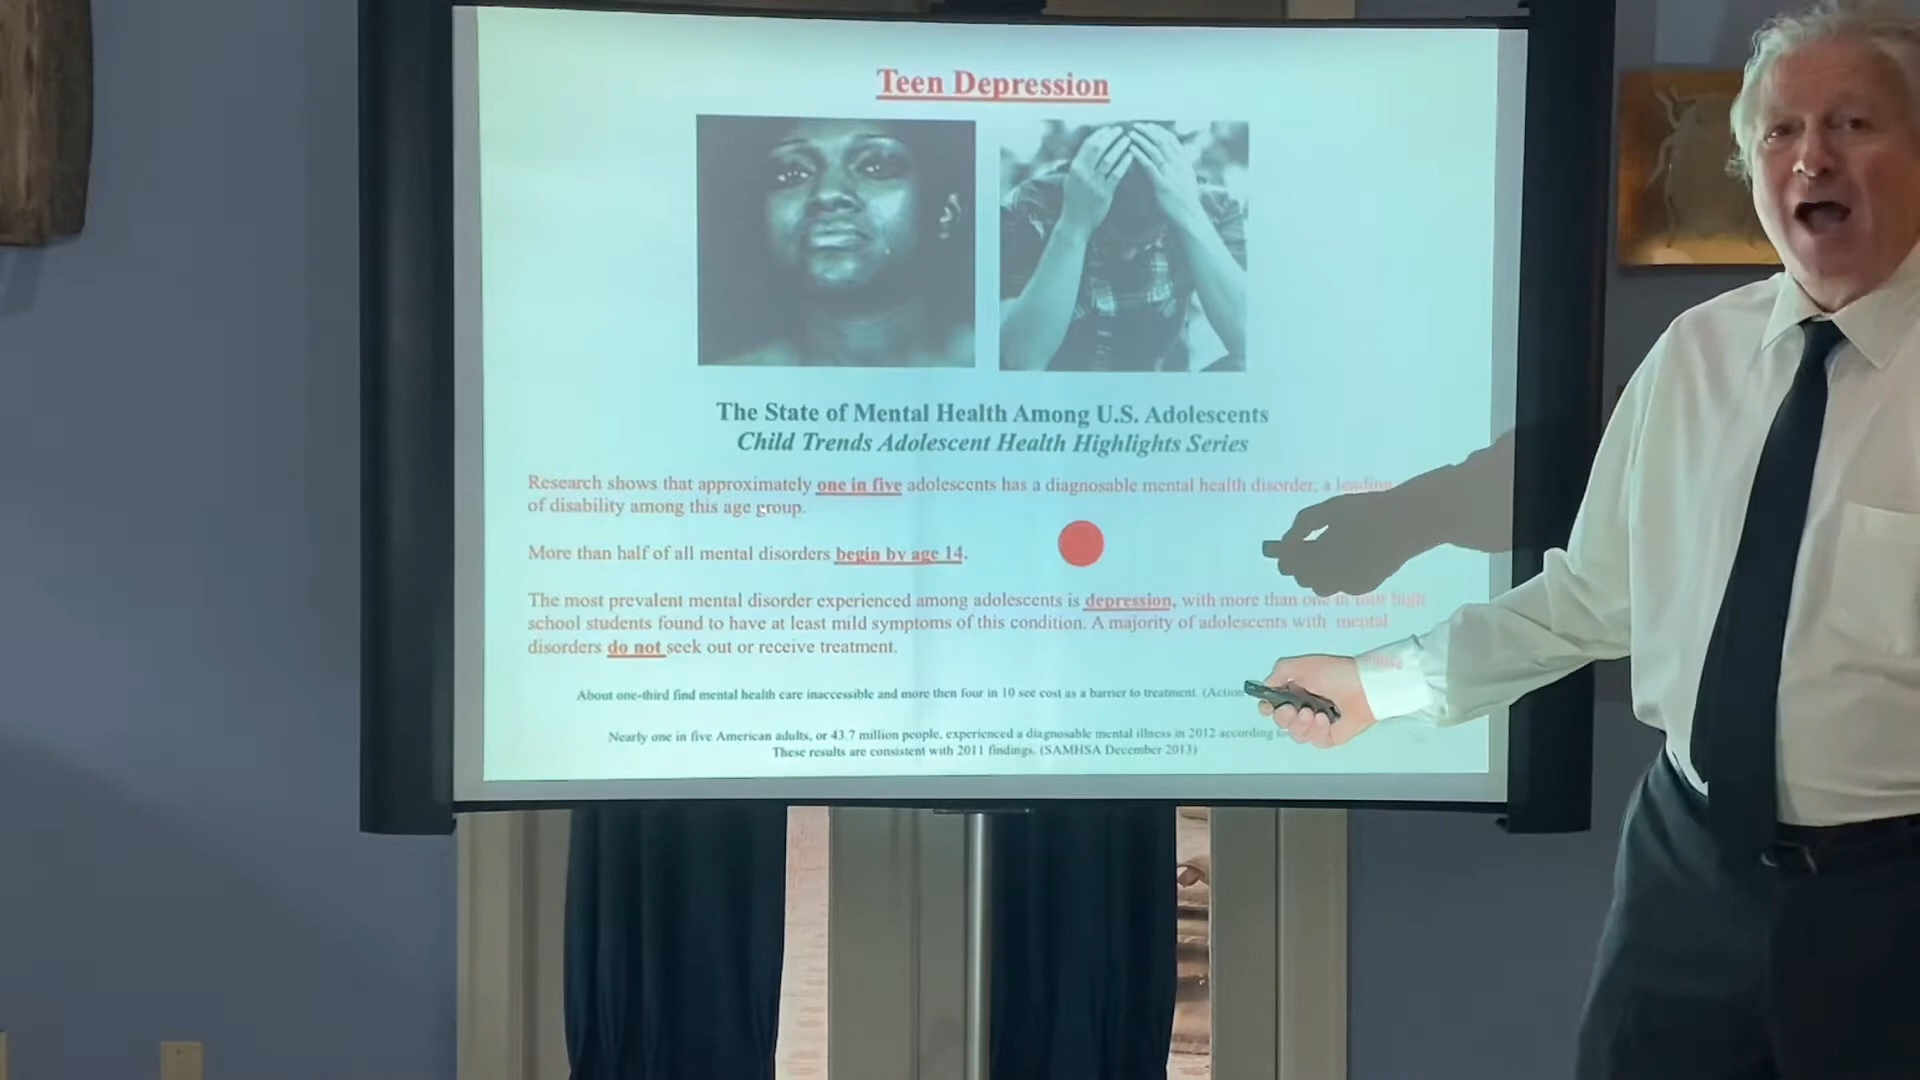 Teen Depression
The State of Mental Health Among U.S. Adolescents
Child Trends Adolescent Health Highlights Series
Research shows that approximately one in five adolescents has a diagnosable mental health disorder, a leading
of disability among this age group.
More than half of all mental disorders begin by age 14.
The most prevalent mental disorder experienced among adolescents is depression, with more than one in four high
school students found to have at least mild symptoms of this condition. A majority of adolescents with mental
disorders do not seek out or receive treatment.
About one-third find mental health care inaccessible and more then four in 10 see cost as a barrier to treatment. (Action
Nearly one in five American adults, or 43.7 million people, experienced a diagnosable mental illness in 2012 according
These results are consistent with 2011 findings. (SAMHSA December 2013)